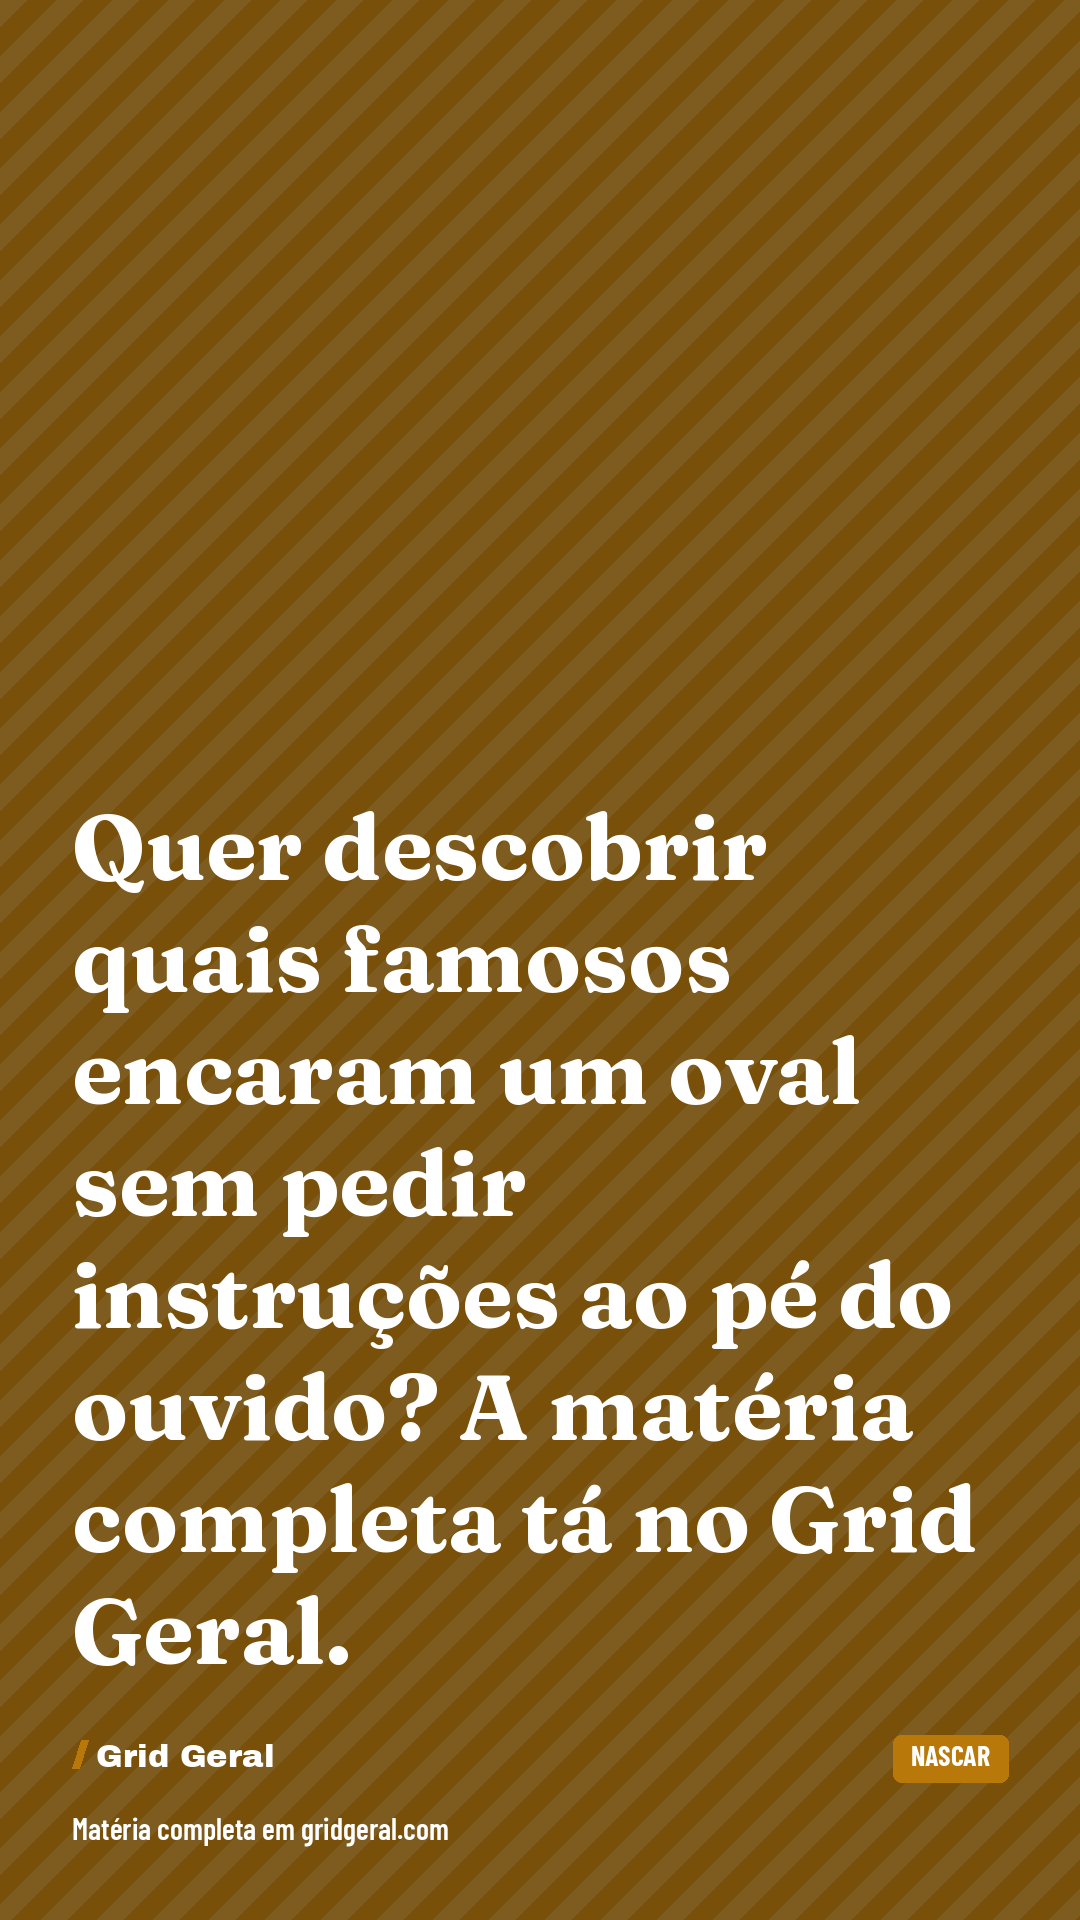 Quer descobrir
quais famosos
encaram um oval
sem pedir
instruções ao pé do
ouvido? A matéria
completa tá no Grid
Geral.
/ Grid Geral
NASCAR
Matéria completa em gridgeral.com